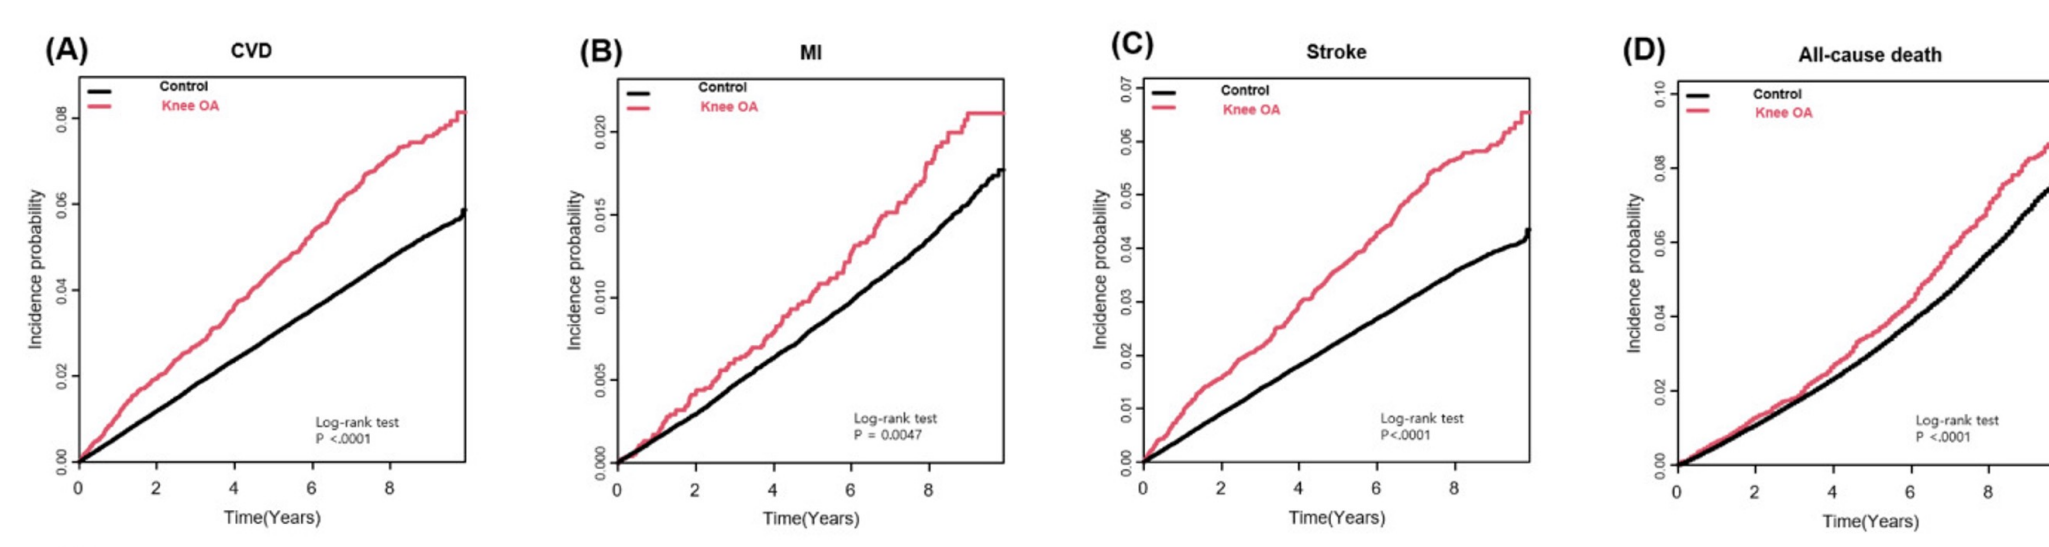 (A)
CVD
Control
Knee OA
Incidence probability
0.08
0.06
0.04
0.02
0.00
Log-rank test
P <.0001
0 2 4 6 8
Time(Years)
(B)
MI
Control
Knee OA
Incidence probability
0.020
0.015
0.010
0.005
0.000
Log-rank test
P = 0.0047
0 2 4 6 8
Time(Years)
(C)
Stroke
Control
Knee OA
Incidence probability
0.07
0.06
0.05
0.04
0.03
0.02
0.01
0.00
Log-rank test
P<.0001
0 2 4 6 8
Time(Years)
(D)
All-cause death
Control
Knee OA
Incidence probability
0.10
0.08
0.06
0.04
0.02
0.00
Log-rank test
P <.0001
0 2 4 6 8
Time(Years)